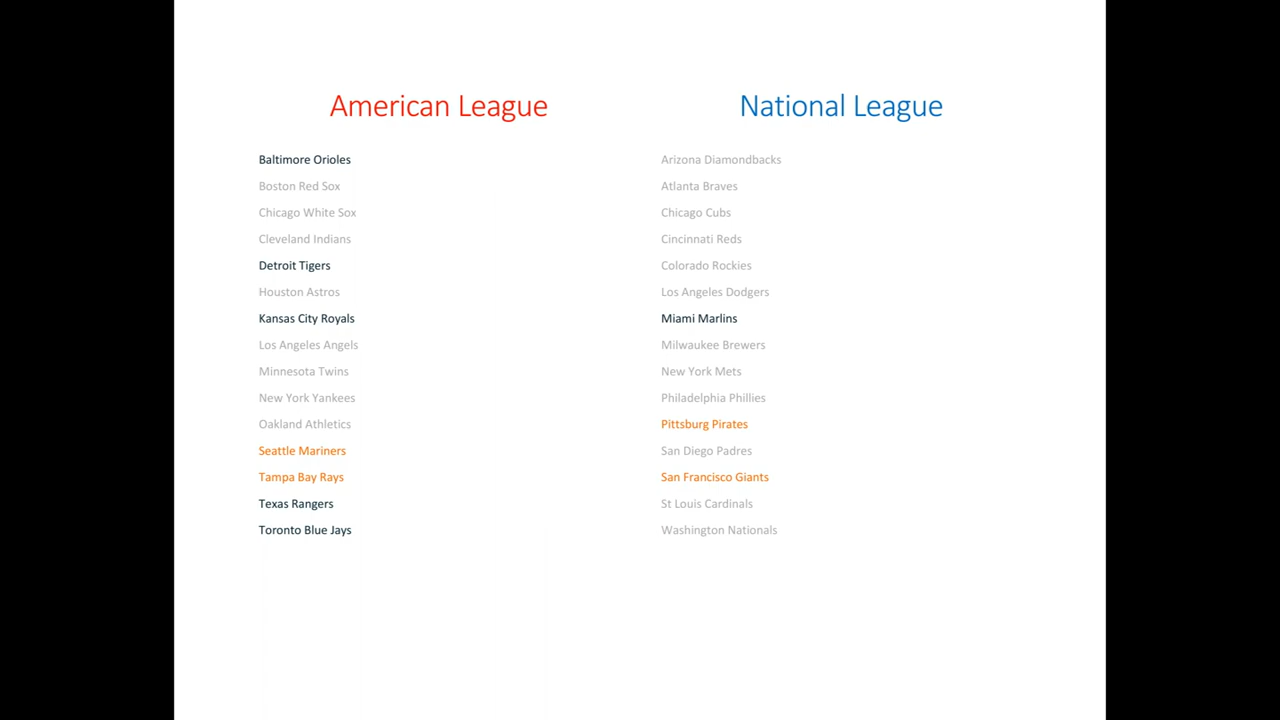 American League
Baltimore Orioles
Boston Red Sox
Chicago White Sox
Cleveland Indians
Detroit Tigers
Houston Astros
Kansas City Royals
Los Angeles Angels
Minnesota Twins
New York Yankees
Oakland Athletics
Seattle Mariners
Tampa Bay Rays
Texas Rangers
Toronto Blue Jays
National League
Arizona Diamondbacks
Atlanta Braves
Chicago Cubs
Cincinnati Reds
Colorado Rockies
Los Angeles Dodgers
Miami Marlins
Milwaukee Brewers
New York Mets
Philadelphia Phillies
Pittsburg Pirates
San Diego Padres
San Francisco Giants
St Louis Cardinals
Washington Nationals